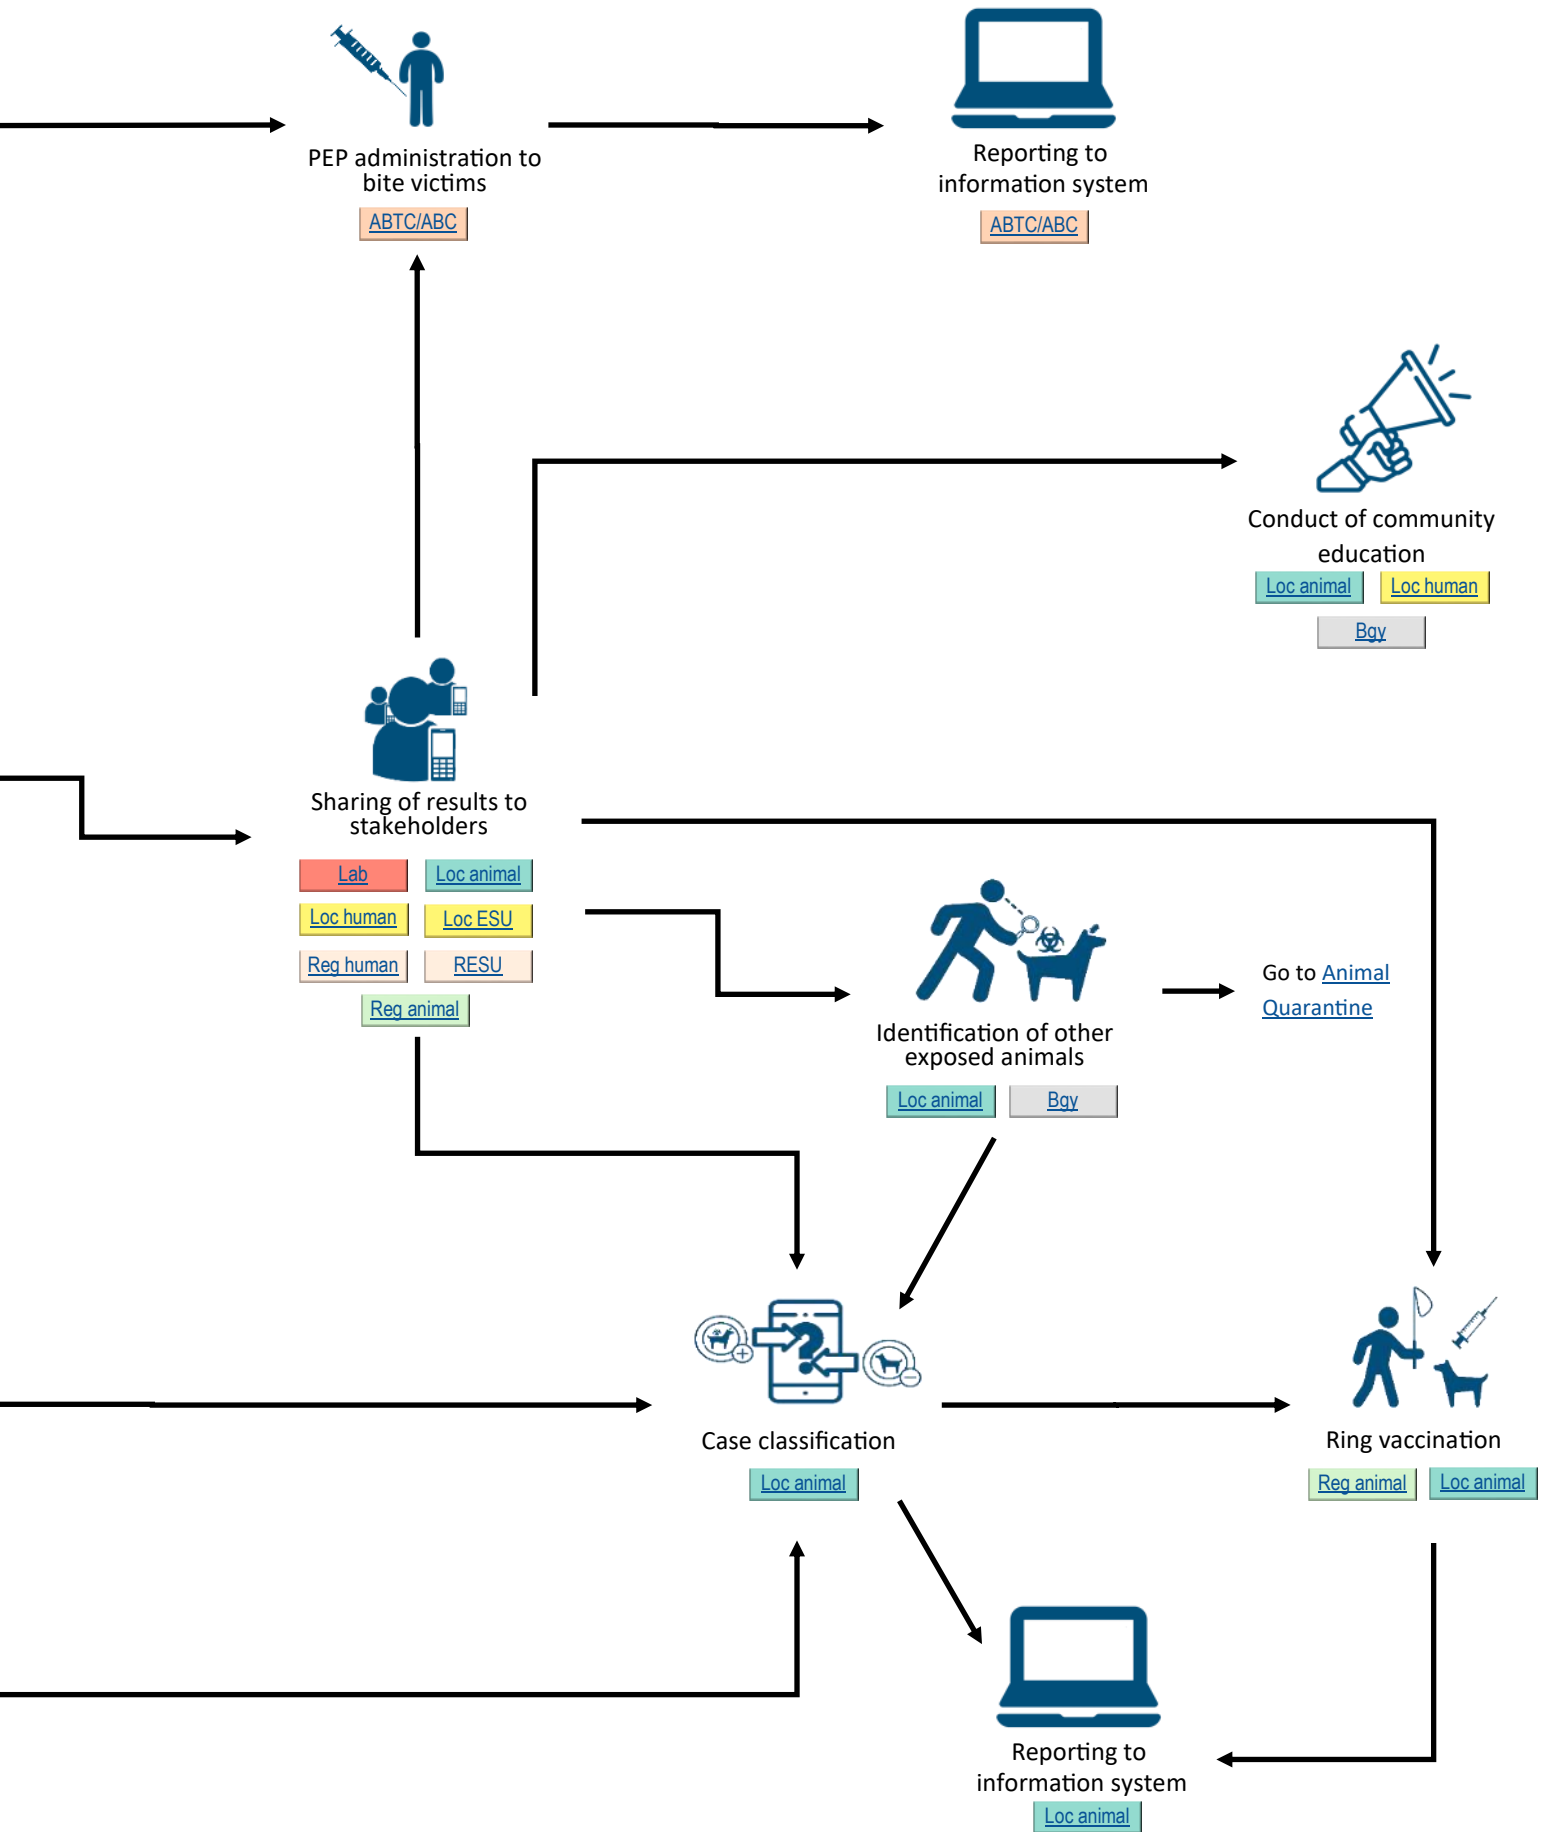 PEP administration to
bite victims
ABTC/ABC
Reporting to
information system
ABTC/ABC
Conduct of community
education
Loc animal
Loc human
Bgy
Sharing of results to
stakeholders
Lab
Loc animal
Loc human
Loc ESU
Reg human
RESU
Reg animal
Identification of other
exposed animals
Loc animal
Bgy
Go to Animal
Quarantine
Case classification
Loc animal
Ring vaccination
Reg animal
Loc animal
Reporting to
information system
Loc animal